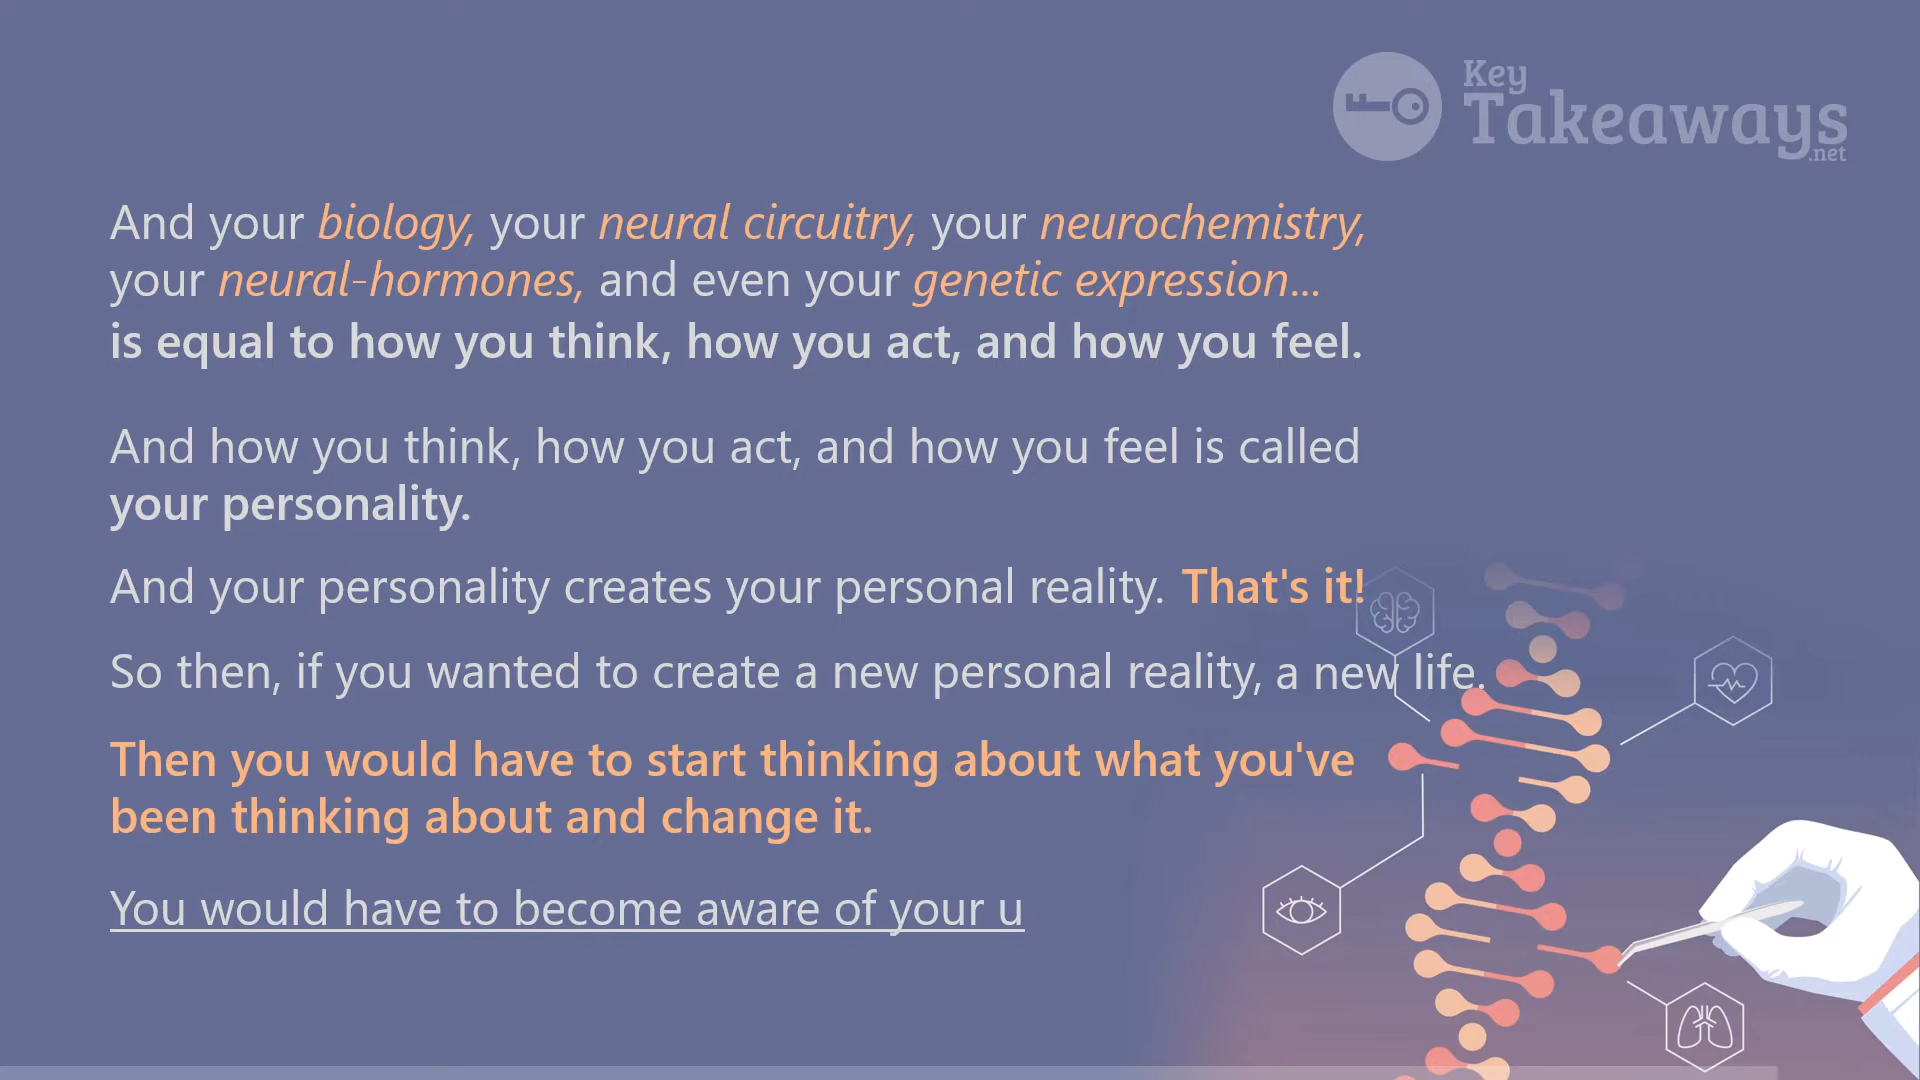 Key
Takeaways
.net
And your biology, your neural circuitry, your neurochemistry,
your neural-hormones, and even your genetic expression...
is equal to how you think, how you act, and how you feel.
And how you think, how you act, and how you feel is called
your personality.
And your personality creates your personal reality. That's it!
So then, if you wanted to create a new personal reality, a new life.
Then you would have to start thinking about what you've
been thinking about and change it.
You would have to become aware of your u